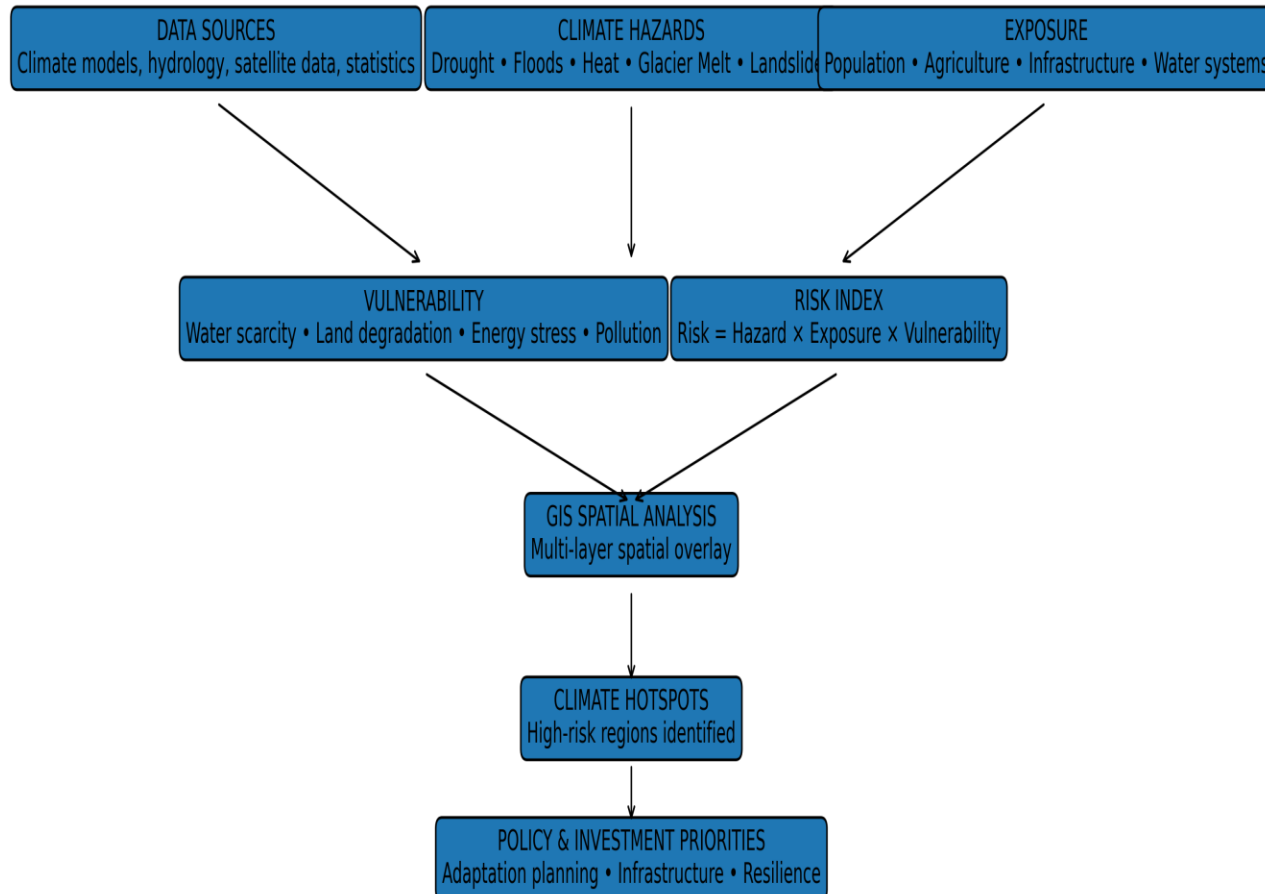 DATA SOURCES
Climate models, hydrology, satellite data, statistics
CLIMATE HAZARDS
Drought • Floods • Heat • Glacier Melt • Landslide
EXPOSURE
Population • Agriculture • Infrastructure • Water systems
VULNERABILITY
Water scarcity • Land degradation • Energy stress • Pollution
RISK INDEX
Risk = Hazard × Exposure × Vulnerability
GIS SPATIAL ANALYSIS
Multi-layer spatial overlay
CLIMATE HOTSPOTS
High-risk regions identified
POLICY & INVESTMENT PRIORITIES
Adaptation planning • Infrastructure • Resilience